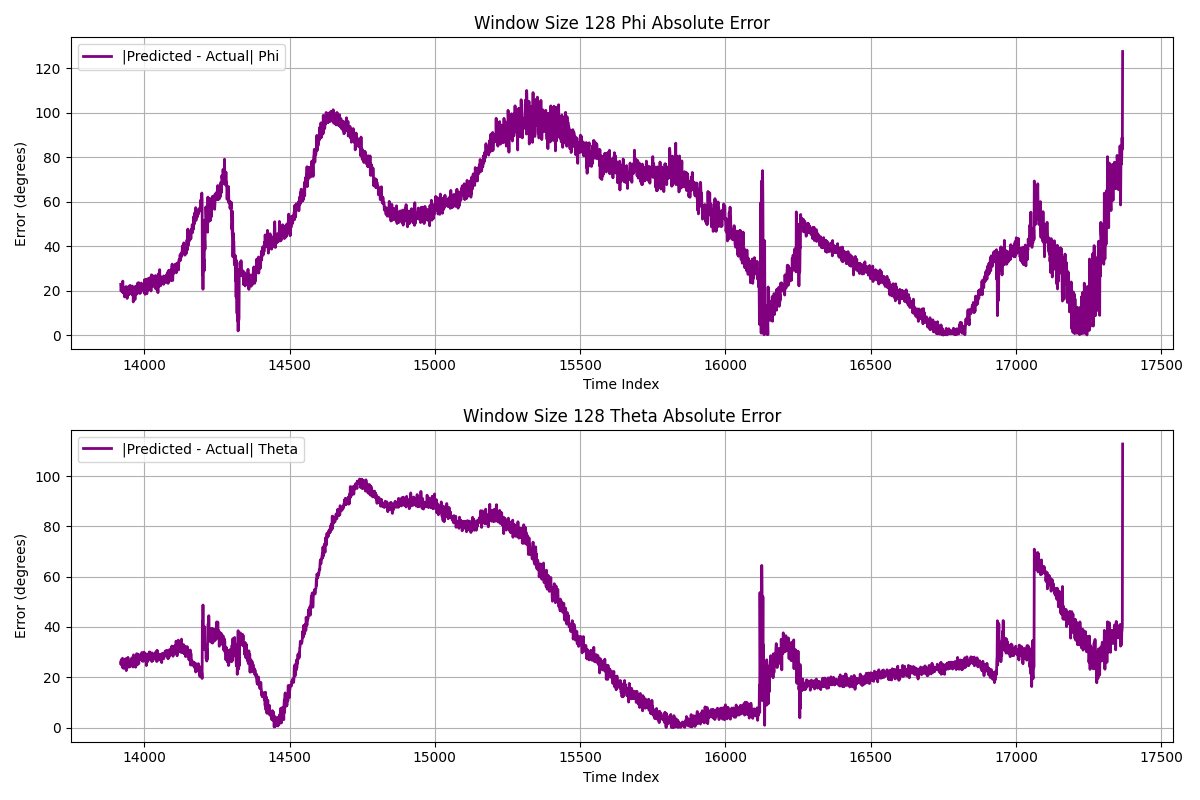 Window Size 128 Phi Absolute Error
|Predicted - Actual| Phi
Error (degrees)
120
100
80
60
40
20
0
14000 14500 15000 15500 16000 16500 17000 17500
Time Index
Window Size 128 Theta Absolute Error
|Predicted - Actual| Theta
Error (degrees)
100
80
60
40
20
0
14000 14500 15000 15500 16000 16500 17000 17500
Time Index